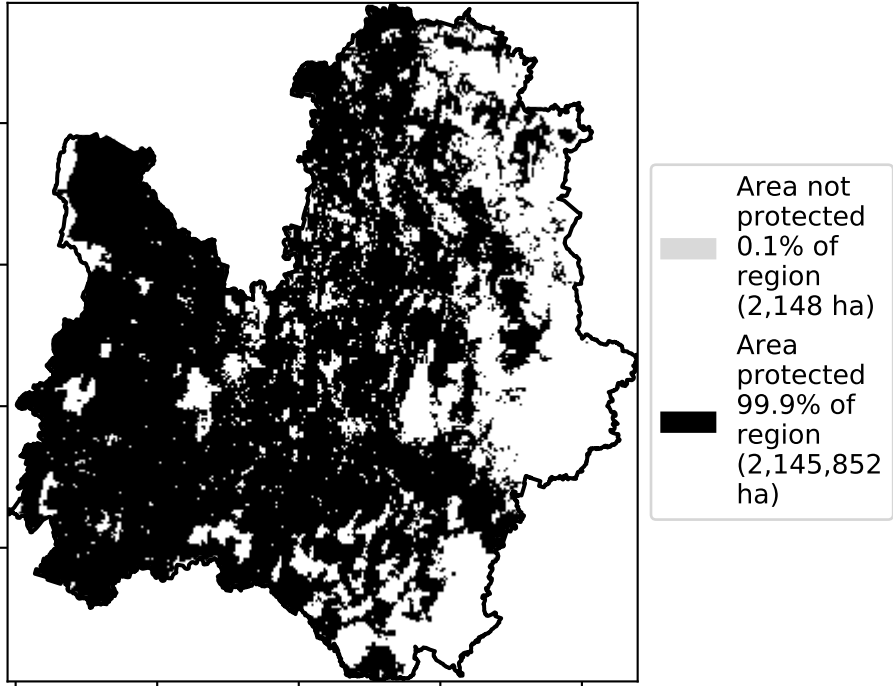 Area not
protected
0.1% of
region
(2,148 ha)
Area
protected
99.9% of
region
(2,145,852
ha)